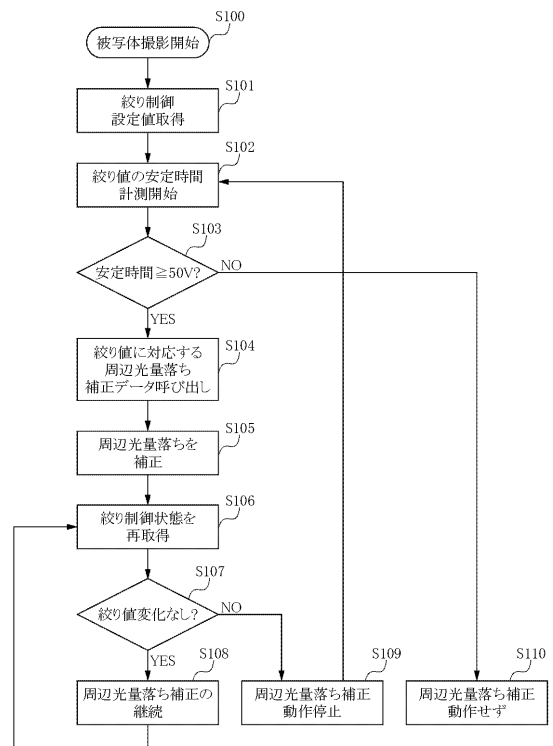 S100
被写体撮影開始
S101
絞り制御
設定値取得
S102
絞り値の安定時間
計測開始
S103
安定時間≧50V?
NO
YES
S104
絞り値に対応する
周辺光量落ち
補正データ呼び出し
S105
周辺光量落ちを
補正
S106
絞り制御状態を
再取得
S107
絞り値変化なし?
NO
YES
S108
周辺光量落ち補正の
継続
S109
周辺光量落ち補正
動作停止
S110
周辺光量落ち補正
動作せず